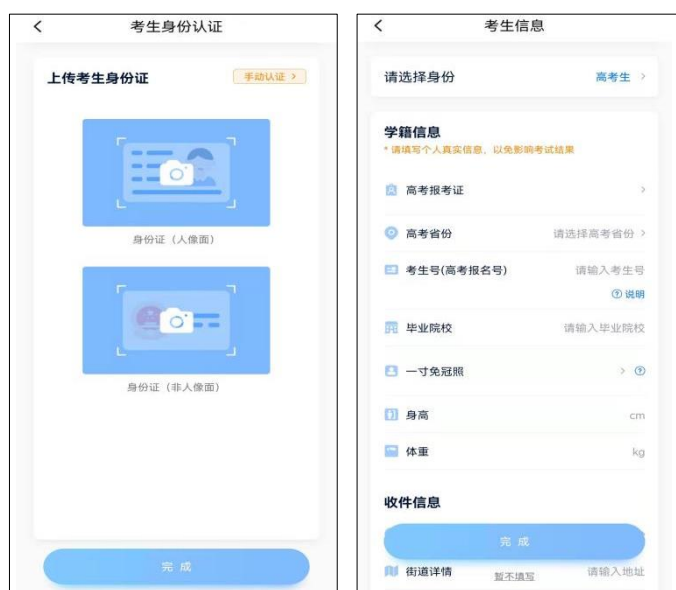 考生身份认证
上传考生身份证
手动认证 >
身份证（人像面）
身份证（非人像面）
完成
考生信息
请选择身份 高考生 >
学籍信息
* 请填写个人真实信息，以免影响考试结果
高考报考证 >
高考省份 请选择高考省份 >
考生号(高考报名号) 请输入考生号
? 说明
毕业院校 请输入毕业院校
一寸免冠照 > ?
身高 cm
体重 kg
收件信息
完成
街道详情 请输入地址
暂不填写